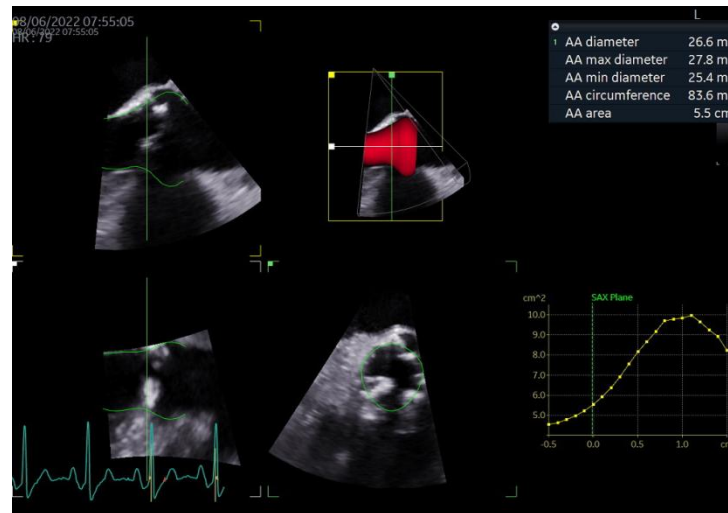 08/06/2022 07:55:05
08/06/2022 07:55:05
HR: 79
L
1 AA diameter 26.6 m
AA max diameter 27.8 m
AA min diameter 25.4 m
AA circumference 83.6 m
AA area 5.5 cm
cm^2
SAX Plane
10.0
9.0
8.0
7.0
6.0
5.0
-0.5 0.0 0.5 1.0 cm